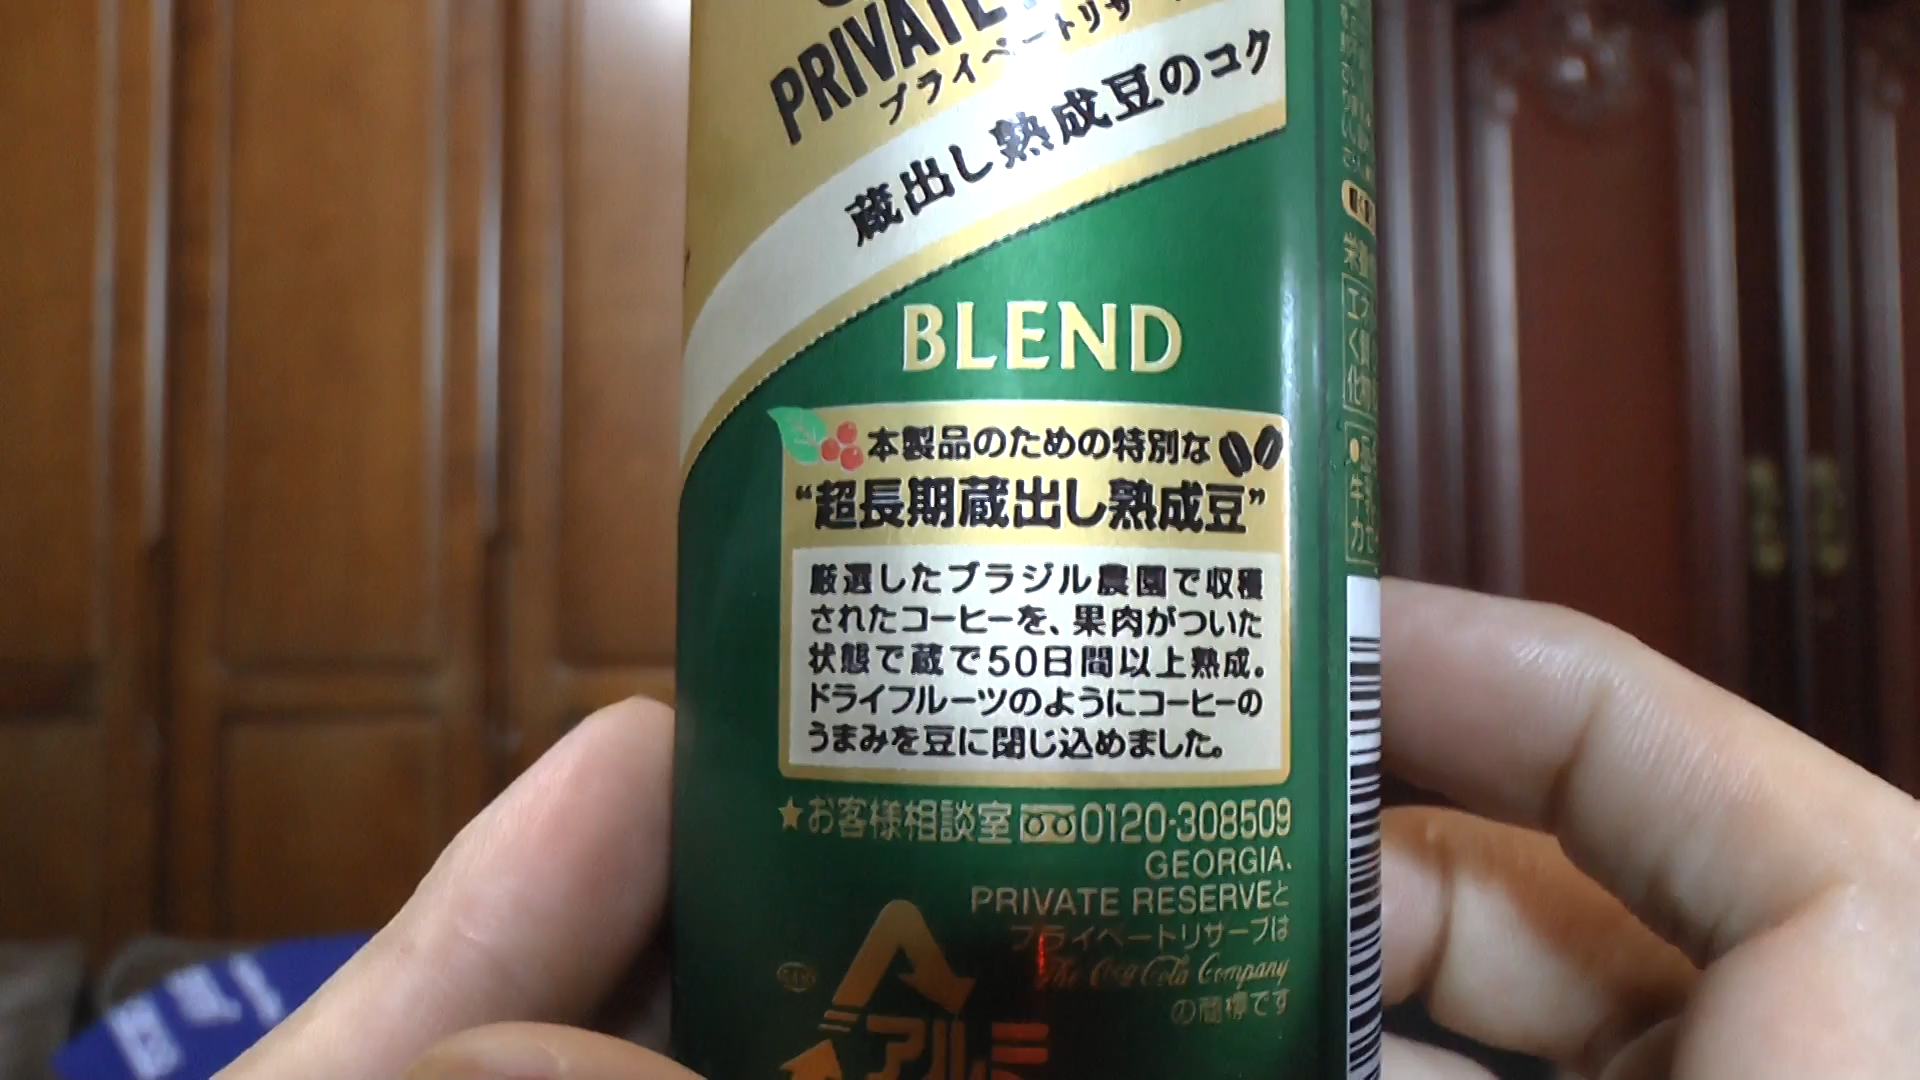 PRIVATE
プライベートリザー
蔵出し熟成豆のコク
BLEND
本製品のための特別な
“超長期蔵出し熟成豆”
厳選したブラジル農園で収穫
されたコーヒーを、果肉がついた
状態で蔵で50日間以上熟成。
ドライフルーツのようにコーヒーの
うまみを豆に閉じ込めました。
★お客様相談室 0120-308509
GEORGIA、
PRIVATE RESERVEと
プライベートリザーブは
The Coca-Cola Company
の商標です
アルミ